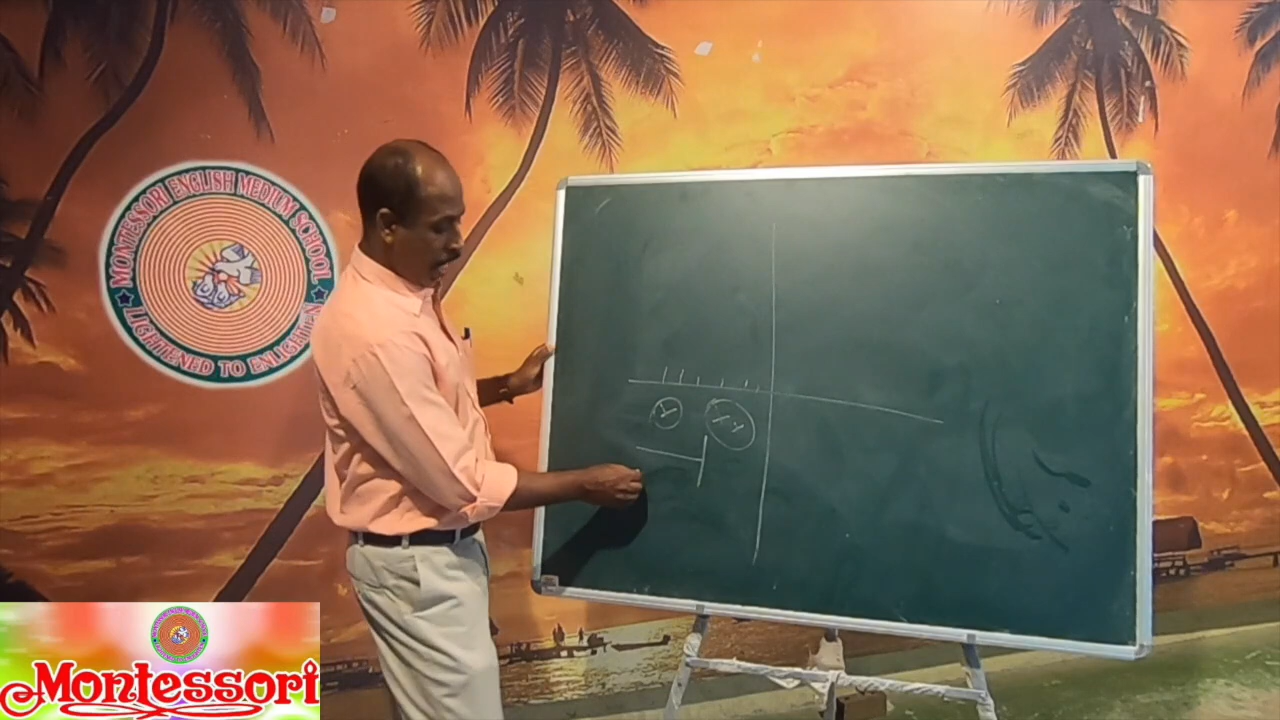 MONTESSORI ENGLISH MEDIUM SCHOOL
LIGHTENED TO ENLIGHTEN
Montessori